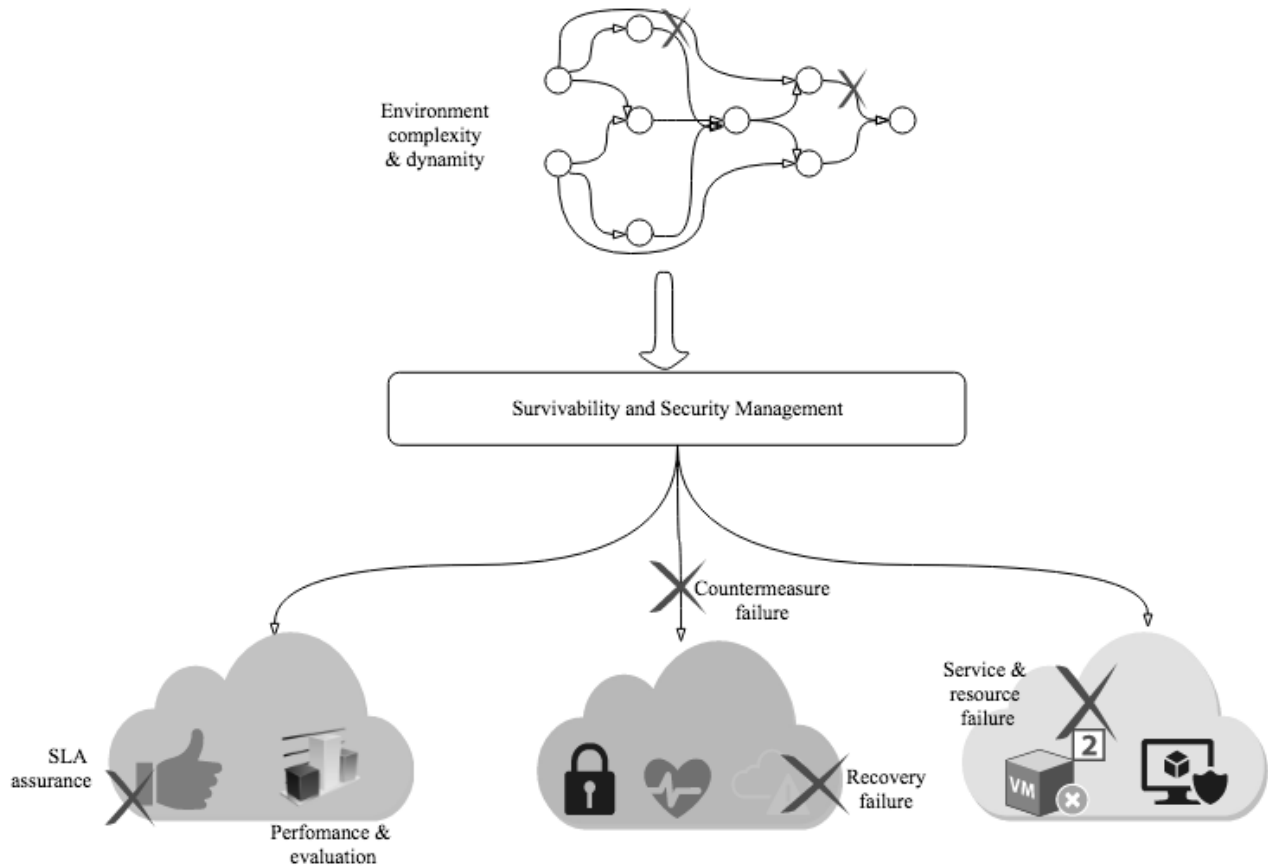 Environment
complexity
& dynamity
Survivability and Security Management
Countermeasure
failure
Service &
resource
failure
2
SLA
assurance
VM
Recovery
failure
Perfomance &
evaluation